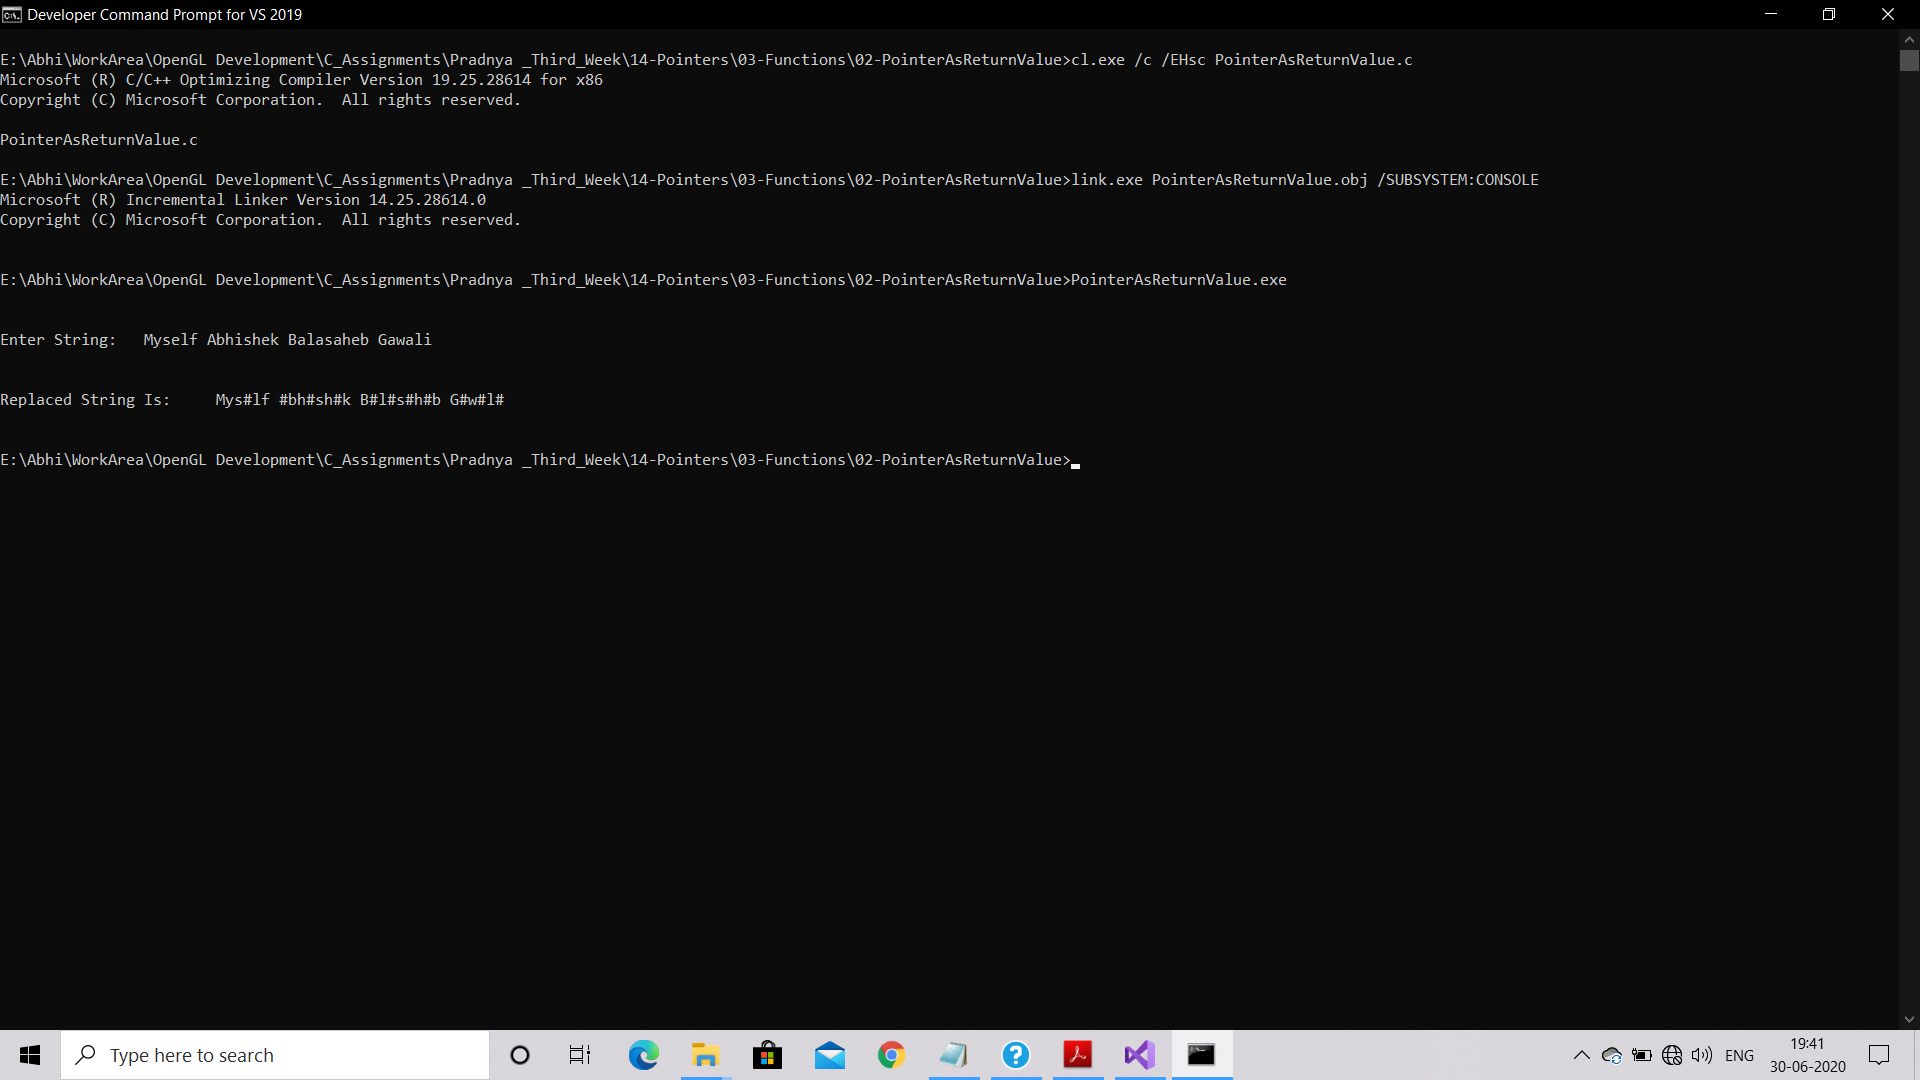 Developer Command Prompt for VS 2019
E:\Abhi\WorkArea\OpenGL Development\C_Assignments\Pradnya _Third_Week\14-Pointers\03-Functions\02-PointerAsReturnValue>cl.exe /c /EHsc PointerAsReturnValue.c
Microsoft (R) C/C++ Optimizing Compiler Version 19.25.28614 for x86
Copyright (C) Microsoft Corporation.  All rights reserved.
PointerAsReturnValue.c
E:\Abhi\WorkArea\OpenGL Development\C_Assignments\Pradnya _Third_Week\14-Pointers\03-Functions\02-PointerAsReturnValue>link.exe PointerAsReturnValue.obj /SUBSYSTEM:CONSOLE
Microsoft (R) Incremental Linker Version 14.25.28614.0
Copyright (C) Microsoft Corporation.  All rights reserved.
E:\Abhi\WorkArea\OpenGL Development\C_Assignments\Pradnya _Third_Week\14-Pointers\03-Functions\02-PointerAsReturnValue>PointerAsReturnValue.exe
Enter String:   Myself Abhishek Balasaheb Gawali
Replaced String Is:     Mys#lf #bh#sh#k B#l#s#h#b G#w#l#
E:\Abhi\WorkArea\OpenGL Development\C_Assignments\Pradnya _Third_Week\14-Pointers\03-Functions\02-PointerAsReturnValue>
Type here to search
ENG
19:41
30-06-2020